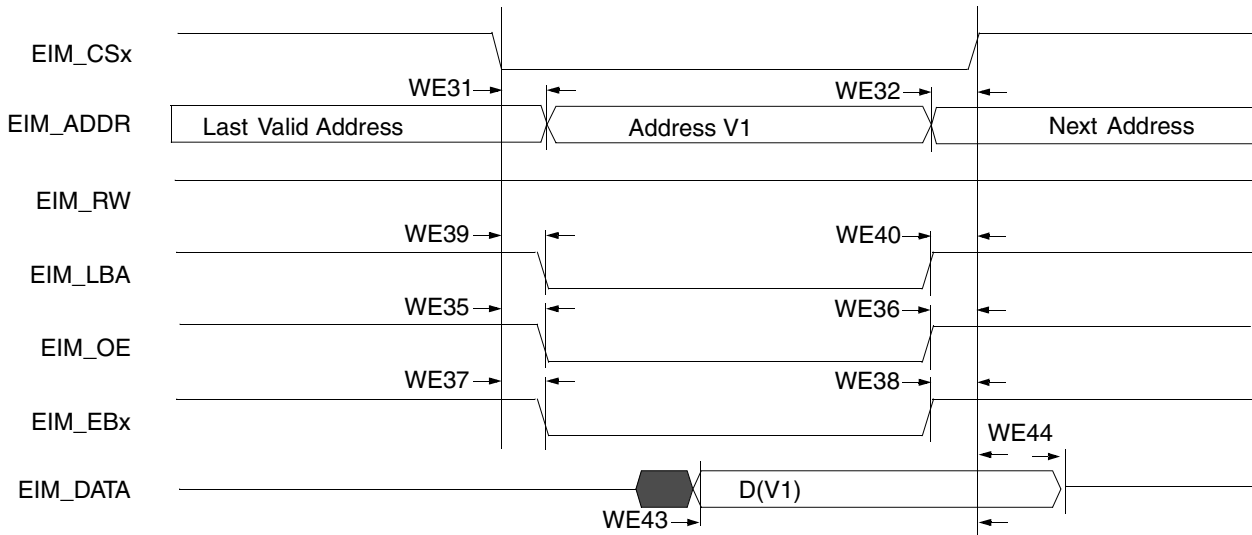 EIM_CSx
WE31
WE32
EIM_ADDR
Last Valid Address
Address V1
Next Address
EIM_RW
WE39
WE40
EIM_LBA
WE35
WE36
EIM_OE
WE37
WE38
EIM_EBx
WE44
EIM_DATA
D(V1)
WE43